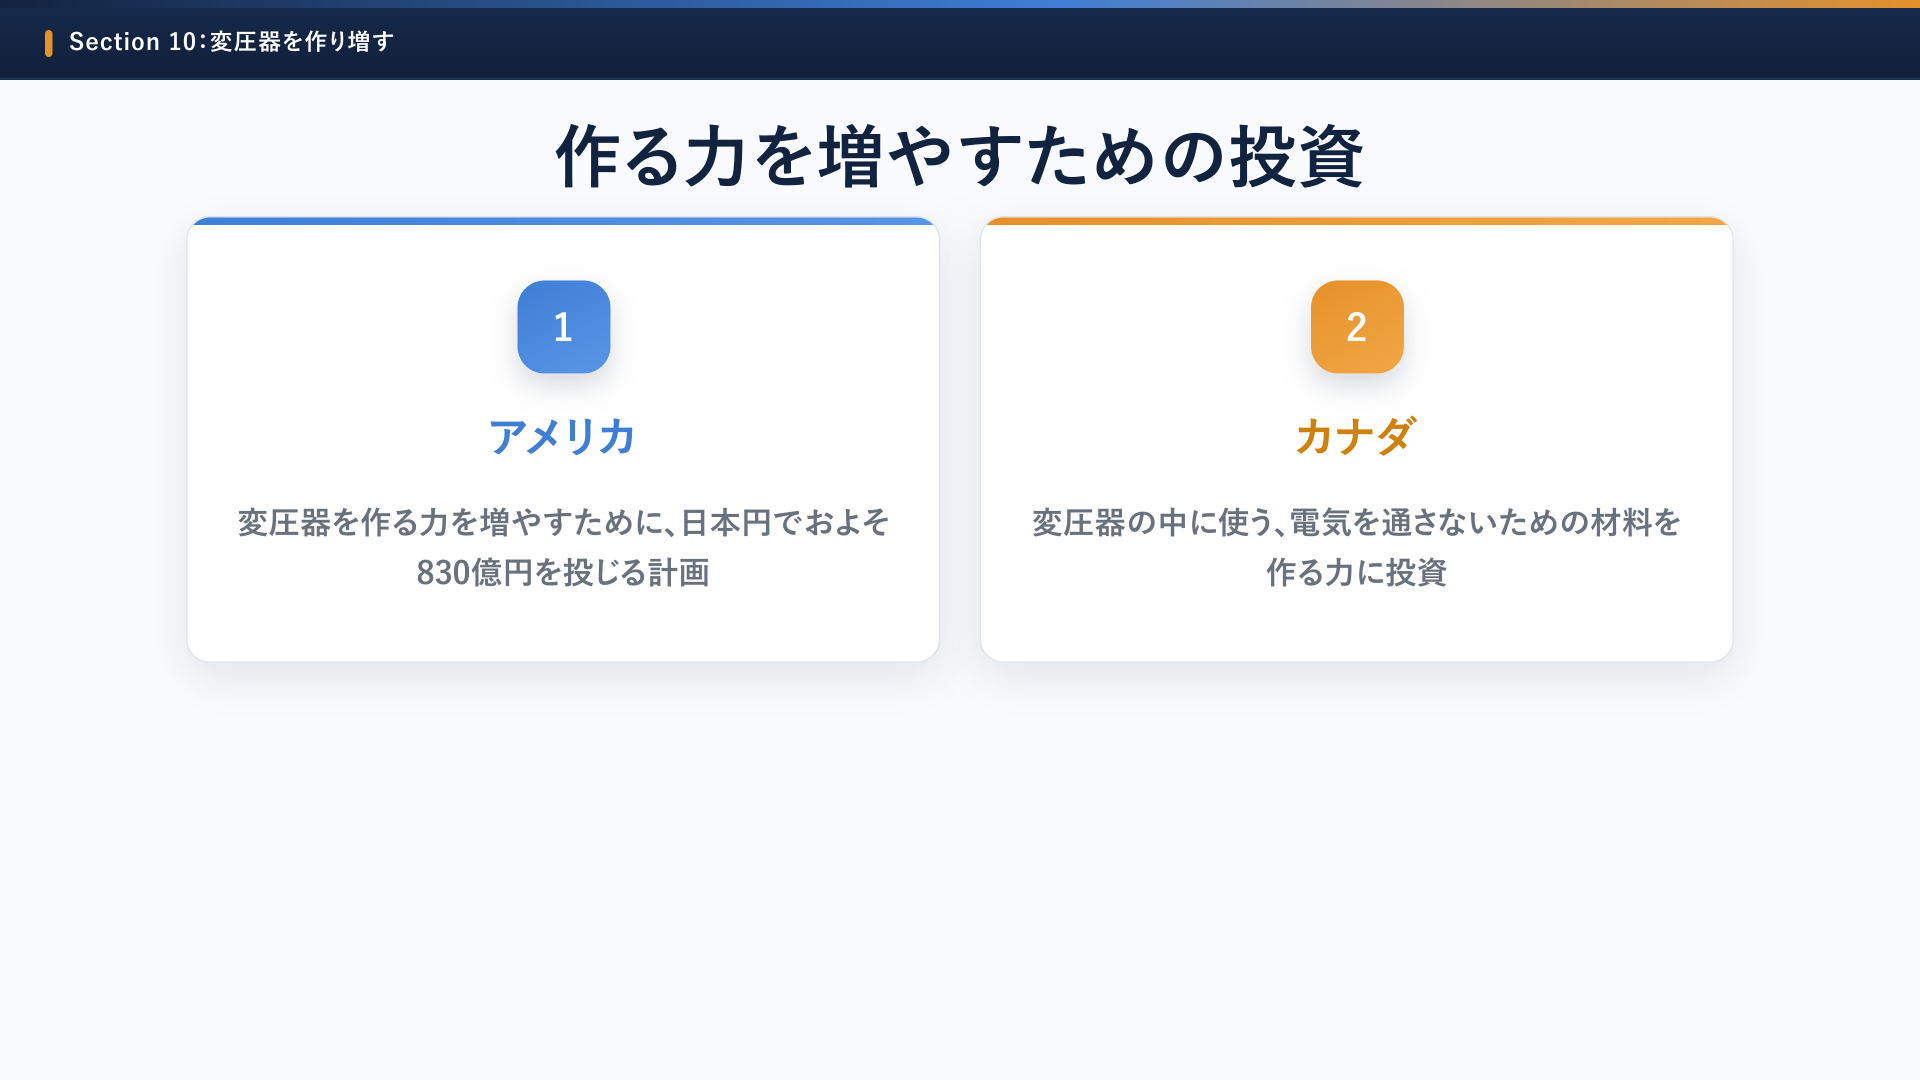 Section 10：変圧器を作り増す
作る力を増やすための投資
1
アメリカ
変圧器を作る力を増やすために、日本円でおよそ
830億円を投じる計画
2
カナダ
変圧器の中に使う、電気を通さないための材料を
作る力に投資